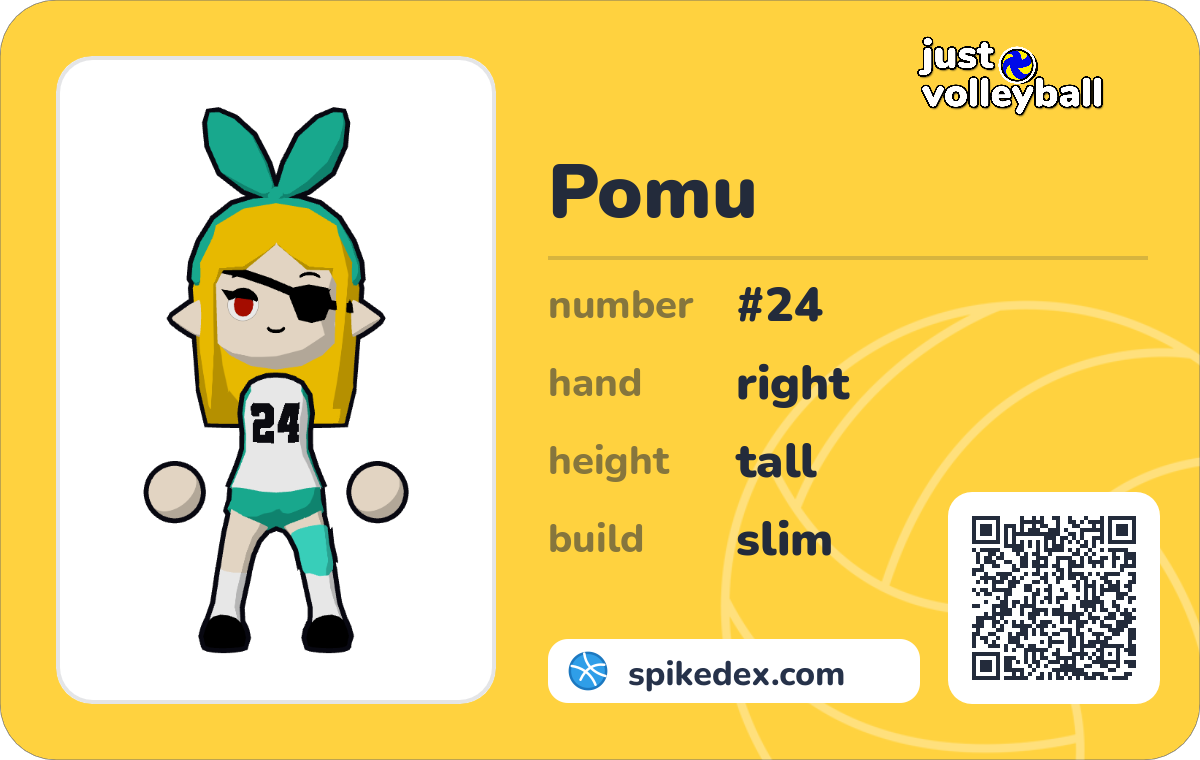 just
volleyball
Pomu
number #24
hand right
height tall
build slim
24
spikedex.com